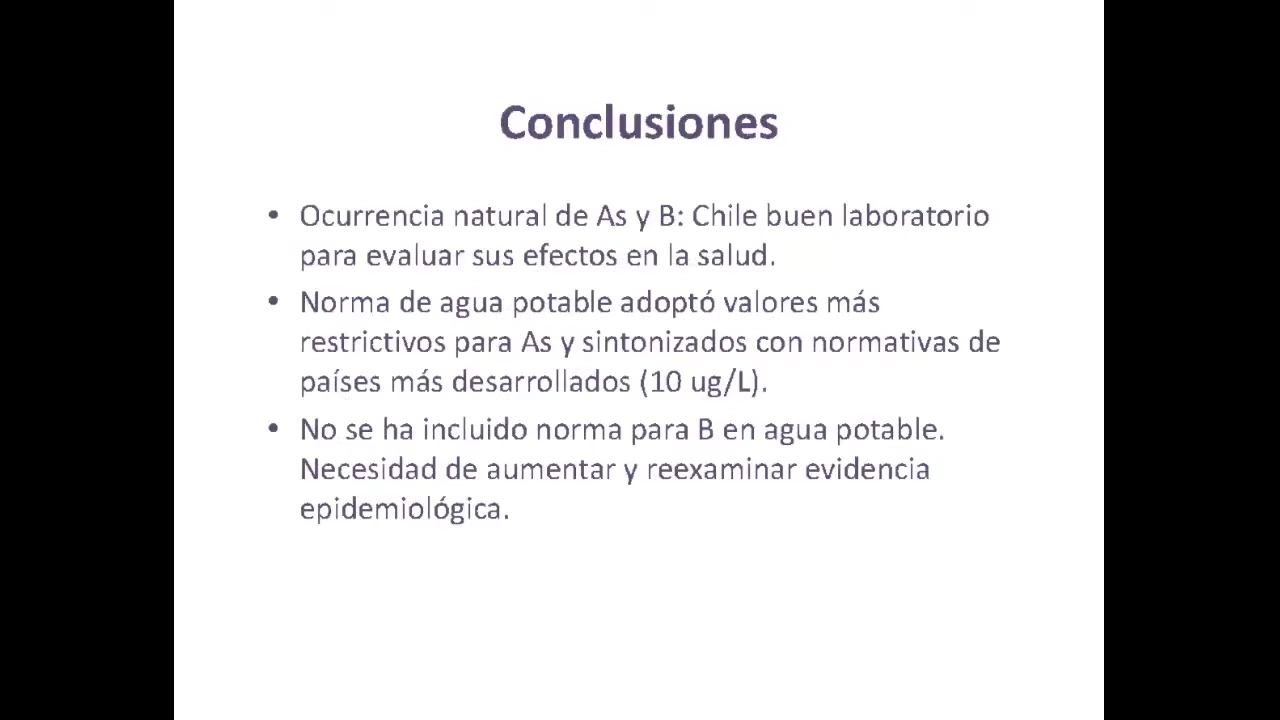 Conclusiones
• Ocurrencia natural de As y B: Chile buen laboratorio
para evaluar sus efectos en la salud.
• Norma de agua potable adoptó valores más
restrictivos para As y sintonizados con normativas de
países más desarrollados (10 ug/L).
• No se ha incluido norma para B en agua potable.
Necesidad de aumentar y reexaminar evidencia
epidemiológica.